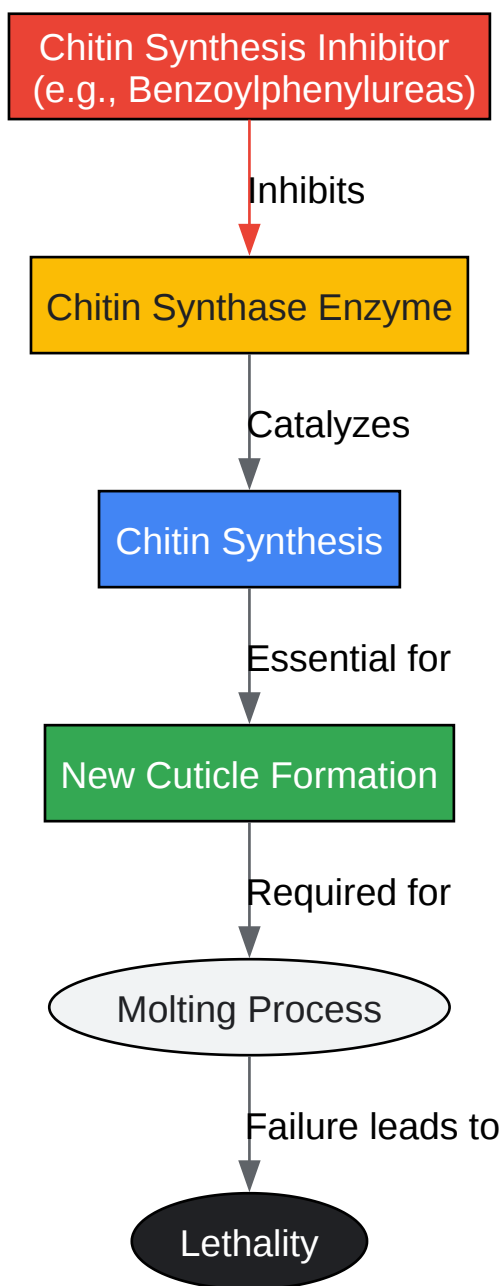 Chitin Synthesis Inhibitor
(e.g., Benzoylphenylureas)
Inhibits
Chitin Synthase Enzyme
Catalyzes
Chitin Synthesis
Essential for
New Cuticle Formation
Required for
Molting Process
Failure leads to
Lethality